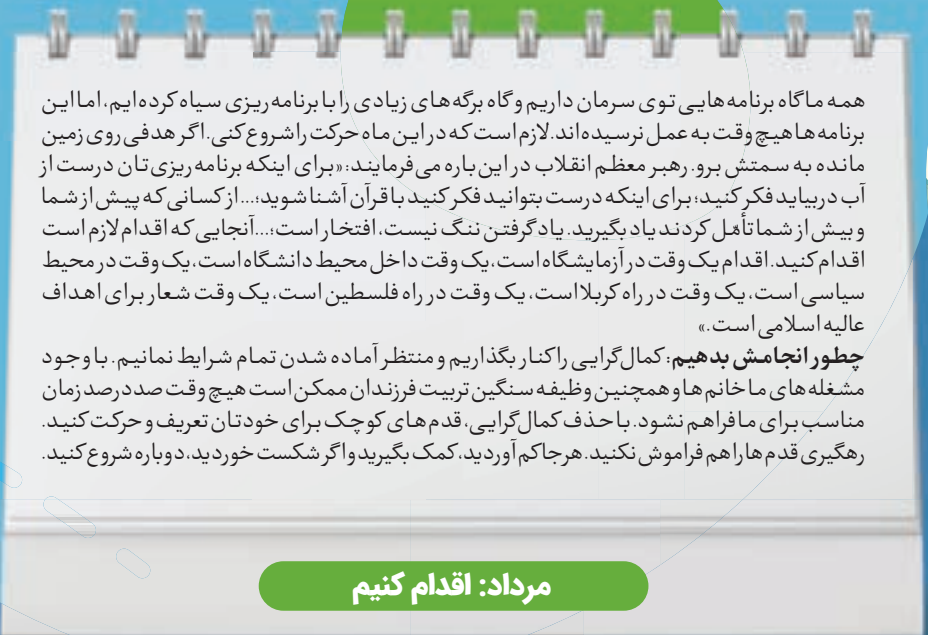 همه ما گاه برنامه‌هایی توی سرمان داریم و گاه برگه‌های زیادی را با برنامه‌ریزی سیاه کرده‌ایم، اما این
برنامه‌ها هیچ وقت به عمل نرسیده‌اند. لازم است که در این ماه حرکت را شروع کنی. اگر هدفی روی زمین
مانده به سمتش برو. رهبر معظم انقلاب در این باره می‌فرمایند: «برای اینکه برنامه‌ریزی‌تان درست از
آب دربیاید فکر کنید؛ برای اینکه درست بتوانید فکر کنید با قرآن آشنا شوید؛... از کسانی که پیش از شما
و بیش از شما تأمّل کردند یاد بگیرید. یاد گرفتن ننگ نیست، افتخار است؛... آنجایی که اقدام لازم است
اقدام کنید. اقدام یک وقت در آزمایشگاه است، یک وقت داخل محیط دانشگاه است، یک وقت در محیط
سیاسی است، یک وقت در راه کربلا است، یک وقت در راه فلسطین است، یک وقت شعار برای اهداف
عالیه اسلامی است.»
چطور انجامش بدهیم: کمال‌گرایی را کنار بگذاریم و منتظر آماده شدن تمام شرایط نمانیم. با وجود
مشغله‌های ما خانم‌ها و همچنین وظیفه سنگین تربیت فرزندان ممکن است هیچ وقت صددرصد زمان
مناسب برای ما فراهم نشود. با حذف کمال‌گرایی، قدم‌های کوچک برای خودتان تعریف و حرکت کنید.
رهگیری قدم‌ها را هم فراموش نکنید. هر جا کم آوردید، کمک بگیرید و اگر شکست خوردید، دوباره شروع کنید.
مرداد: اقدام کنیم